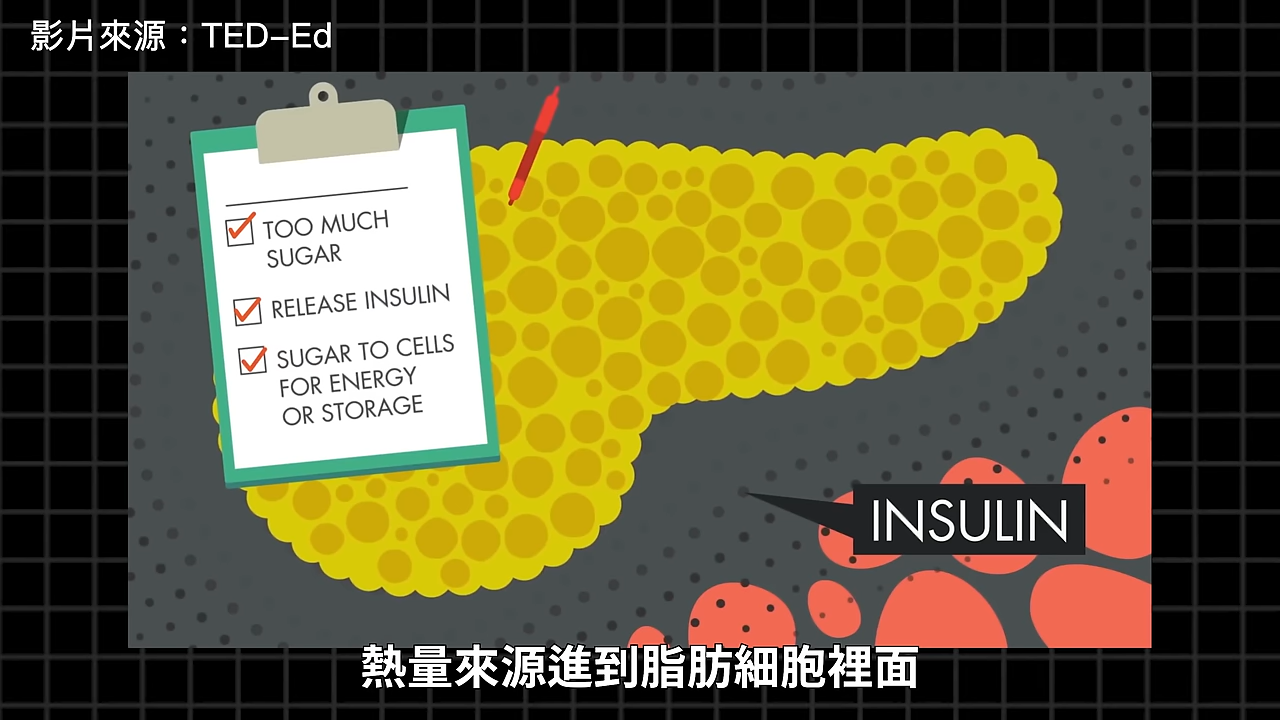 影片來源：TED-Ed
TOO MUCH
SUGAR
RELEASE INSULIN
SUGAR TO CELLS
FOR ENERGY
OR STORAGE
INSULIN
熱量來源進到脂肪細胞裡面